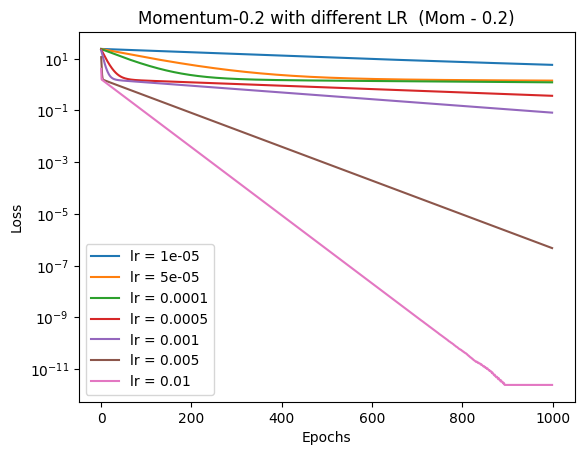 Momentum-0.2 with different LR  (Mom - 0.2)
10^1
10^-1
10^-3
10^-5
10^-7
10^-9
10^-11
Loss
lr = 1e-05
lr = 5e-05
lr = 0.0001
lr = 0.0005
lr = 0.001
lr = 0.005
lr = 0.01
0 200 400 600 800 1000
Epochs